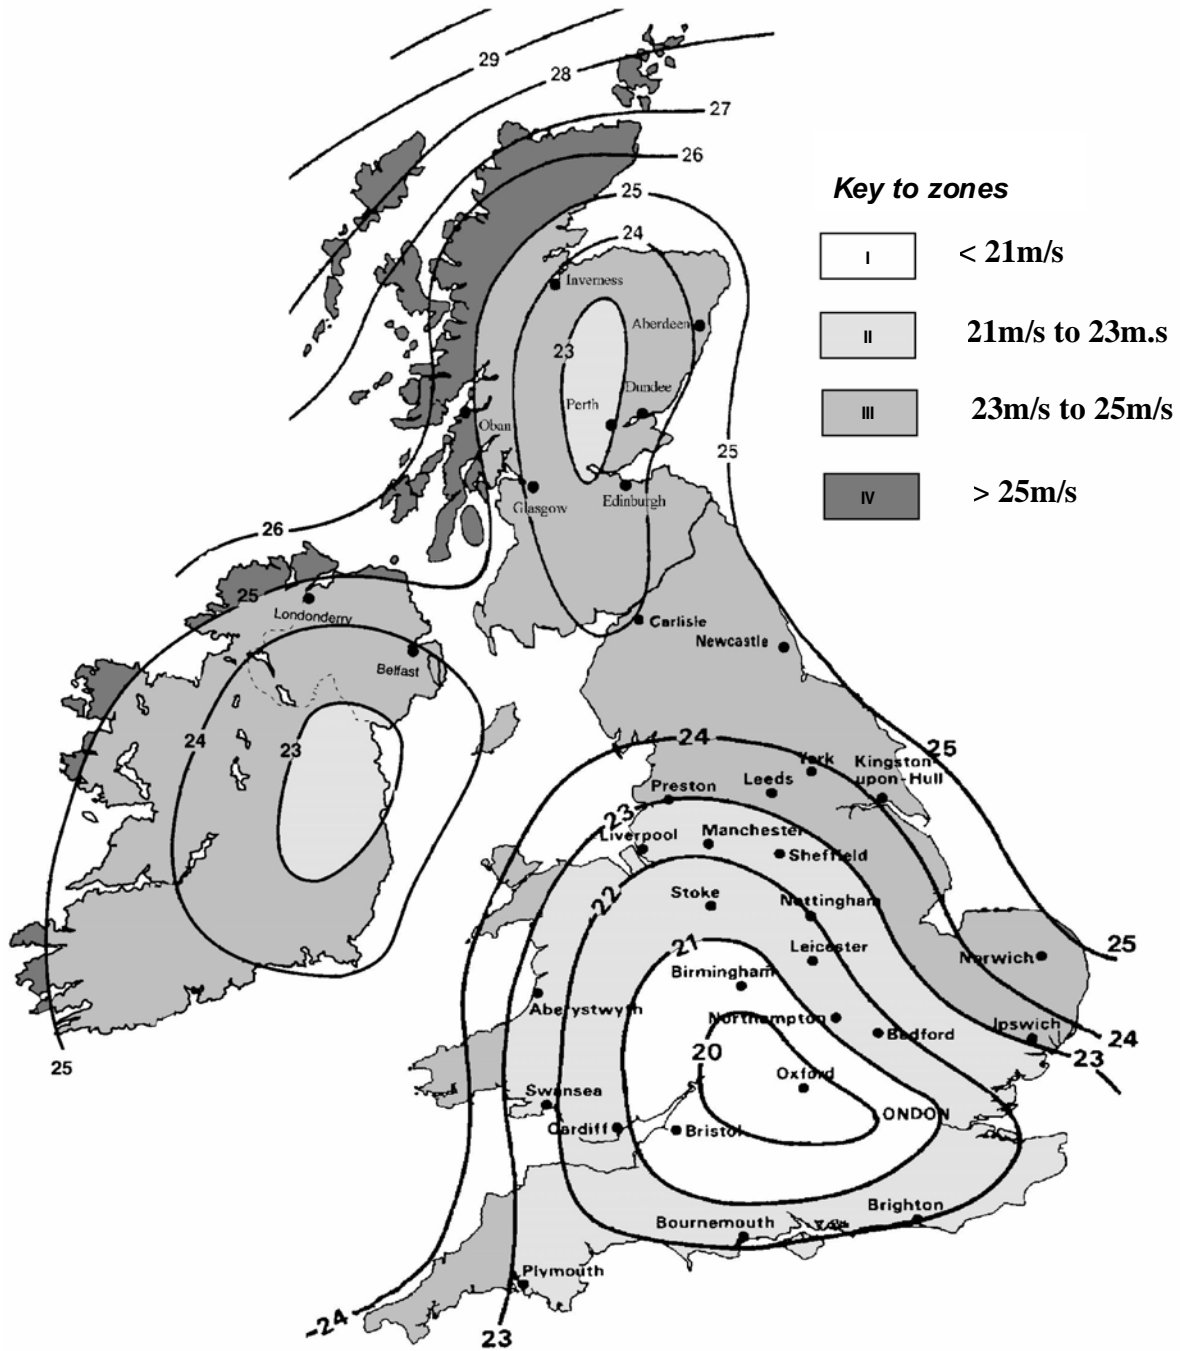 29
28
27
26
25
24
Key to zones
I < 21m/s
II 21m/s to 23m.s
III 23m/s to 25m/s
IV > 25m/s
Inverness
Aberdeen
23
Dundee
Perth
Oban
25
Glasgow
Edinburgh
26
25
Londonderry
Carlisle
Newcastle
Belfast
24
23
24
25
York
Kingston-
upon-Hull
Leeds
Preston
23
Liverpool
Manchester
Sheffield
22
Stoke
Nottingham
21
Leicester
Birmingham
Norwich
25
Aberystwyth
Northampton
Bedford
Ipswich
24
23
20
25
Oxford
Swansea
Cardiff
Bristol
ONDON
Brighton
Bournemouth
Plymouth
-24
23